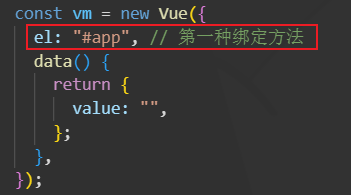 const vm = new Vue({
  el: "#app", // 第一种绑定方法
  data() {
    return {
      value: "",
    };
  },
});